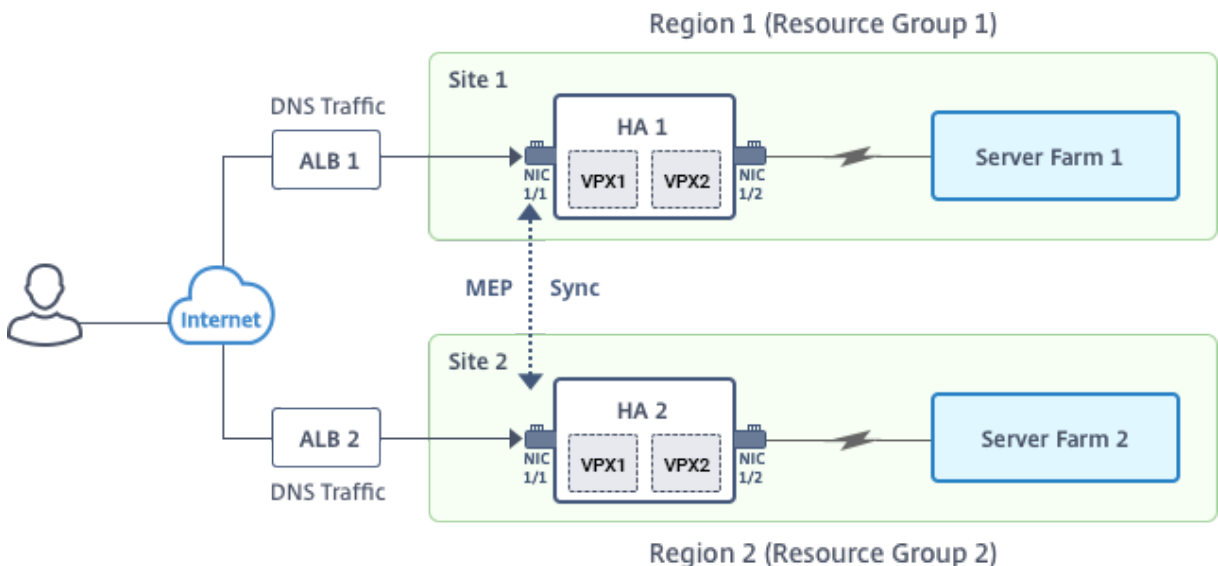 Region 1 (Resource Group 1)
Site 1
DNS Traffic
ALB 1
HA 1
VPX1
VPX2
NIC
1/1
NIC
1/2
Server Farm 1
MEP
Sync
Internet
Site 2
ALB 2
DNS Traffic
HA 2
VPX1
VPX2
NIC
1/1
NIC
1/2
Server Farm 2
Region 2 (Resource Group 2)